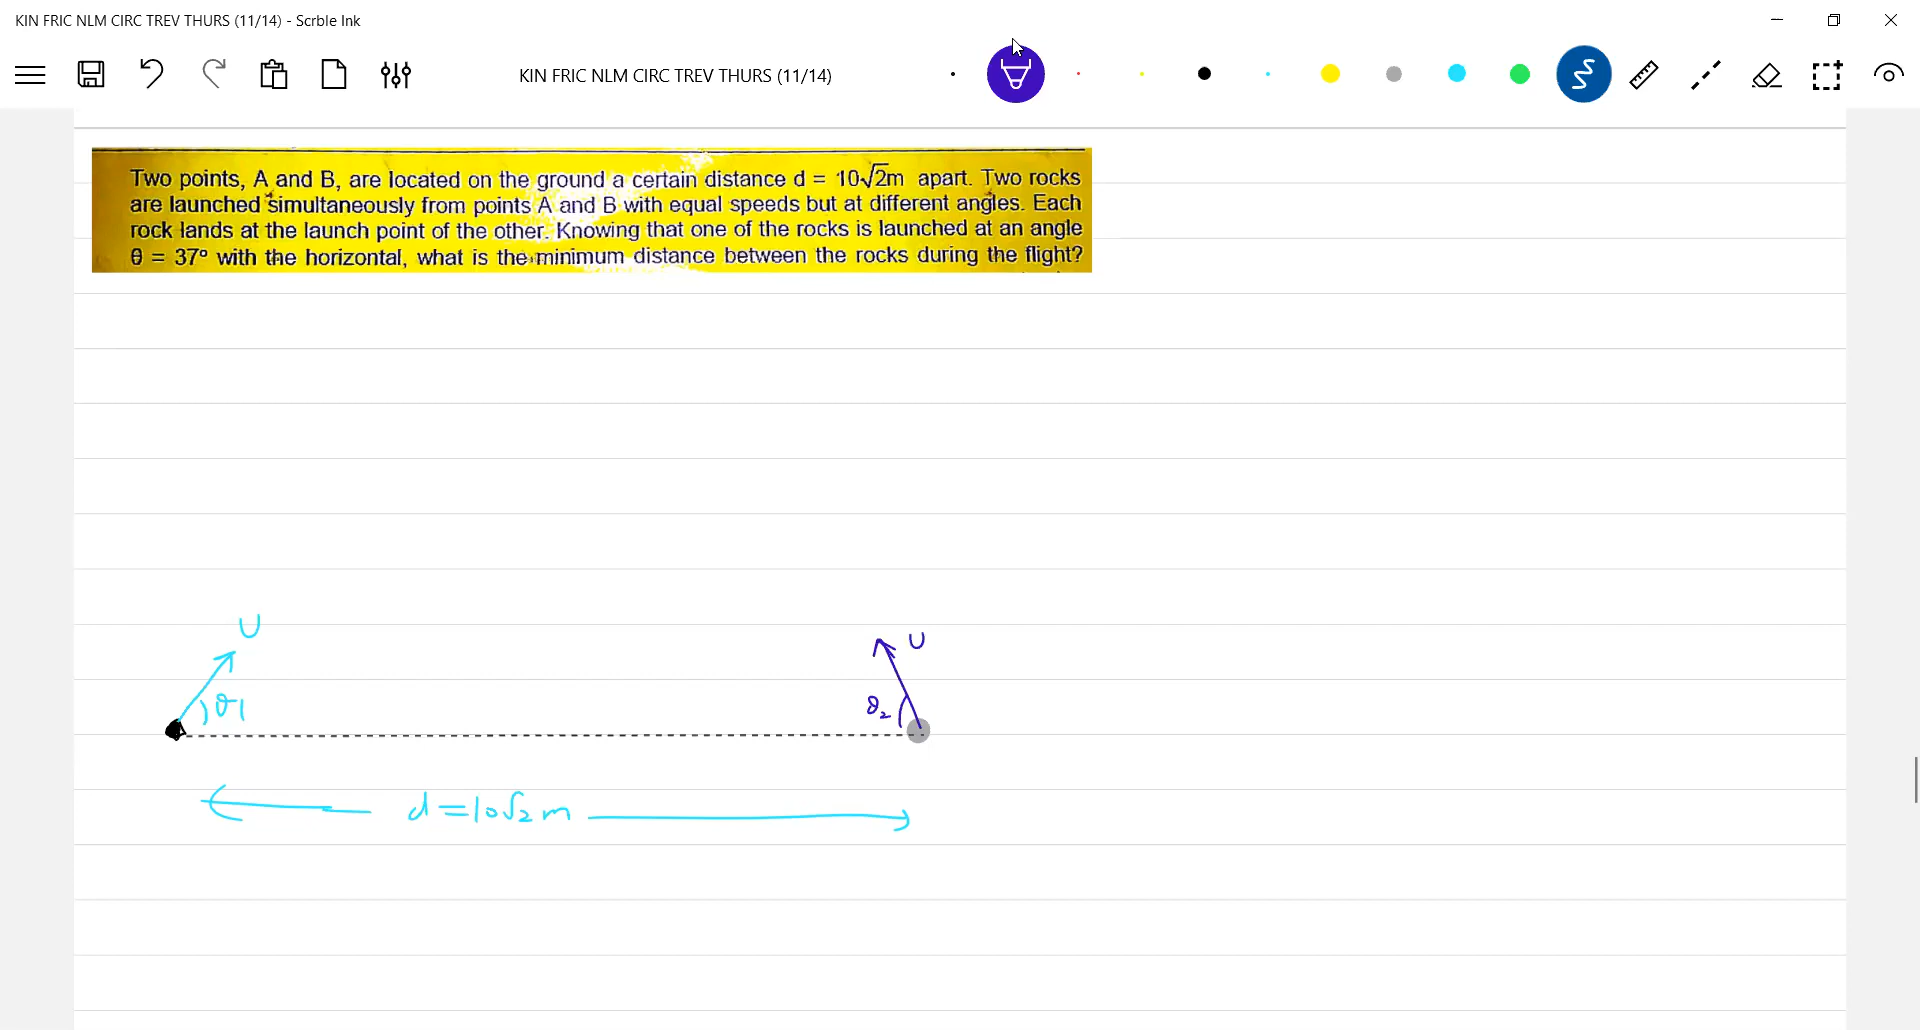 KIN FRIC NLM CIRC TREV THURS (11/14) - Scrble Ink
KIN FRIC NLM CIRC TREV THURS (11/14)
Two points, A and B, are located on the ground a certain distance d = 10√2m apart. Two rocks
are launched simultaneously from points A and B with equal speeds but at different angles. Each
rock lands at the launch point of the other. Knowing that one of the rocks is launched at an angle
θ = 37° with the horizontal, what is the minimum distance between the rocks during the flight?
U
U
θ1
θ2
d = 10√2 m